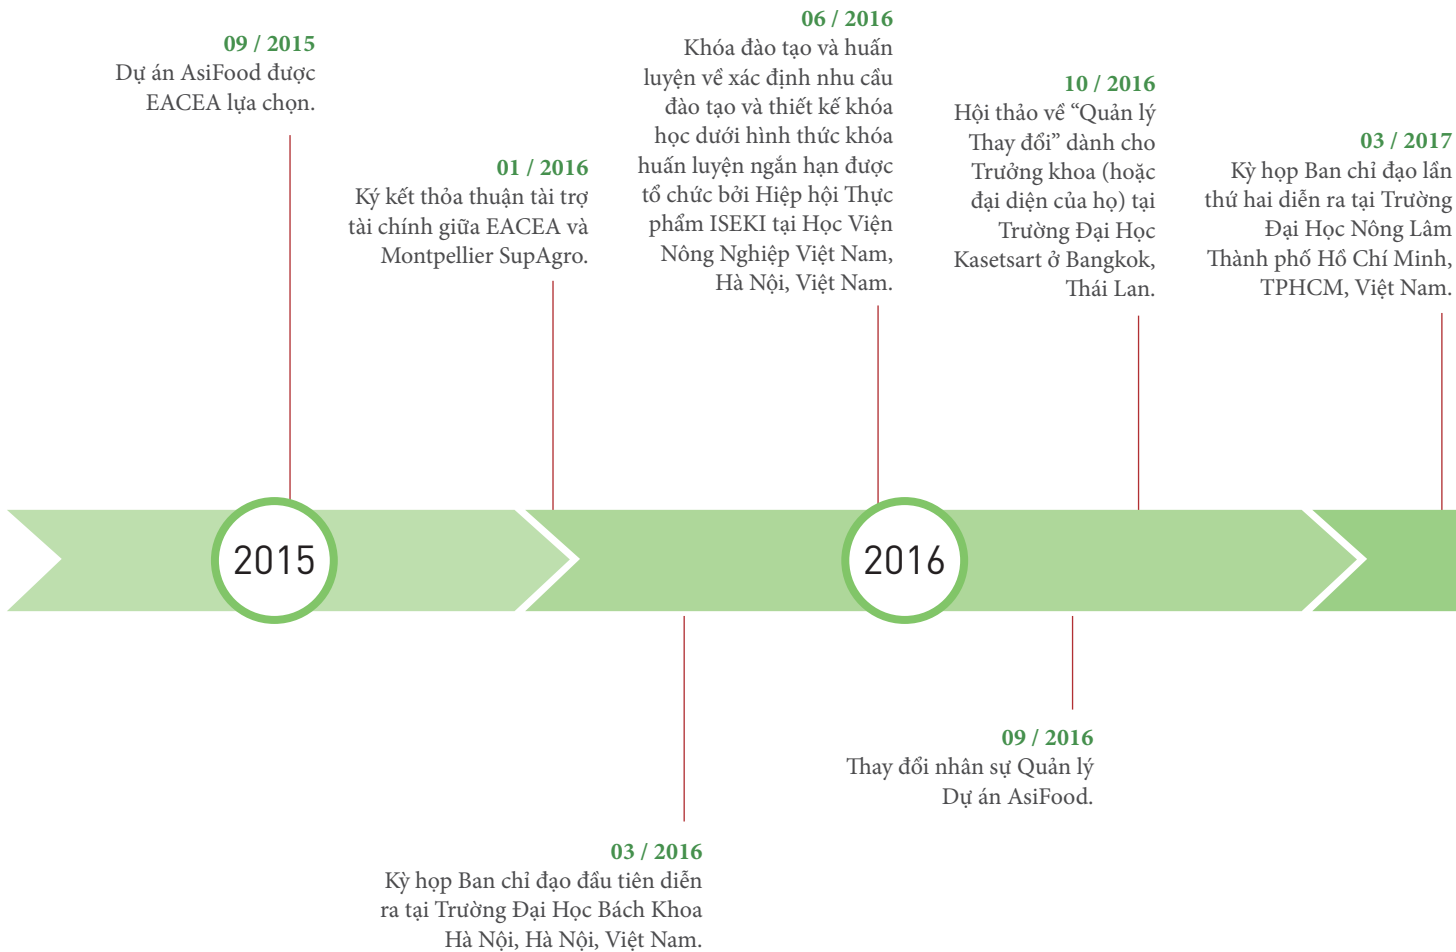 09 / 2015
Dự án AsiFood được
EACEA lựa chọn.
01 / 2016
Ký kết thỏa thuận tài trợ
tài chính giữa EACEA và
Montpellier SupAgro.
06 / 2016
Khóa đào tạo và huấn
luyện về xác định nhu cầu
đào tạo và thiết kế khóa
học dưới hình thức khóa
huấn luyện ngắn hạn được
tổ chức bởi Hiệp hội Thực
phẩm ISEKI tại Học Viện
Nông Nghiệp Việt Nam,
Hà Nội, Việt Nam.
10 / 2016
Hội thảo về “Quản lý
Thay đổi” dành cho
Trưởng khoa (hoặc
đại diện của họ) tại
Trường Đại Học
Kasetsart ở Bangkok,
Thái Lan.
03 / 2017
Kỳ họp Ban chỉ đạo lần
thứ hai diễn ra tại Trường
Đại Học Nông Lâm
Thành phố Hồ Chí Minh,
TPHCM, Việt Nam.
2015
2016
09 / 2016
Thay đổi nhân sự Quản lý
Dự án AsiFood.
03 / 2016
Kỳ họp Ban chỉ đạo đầu tiên diễn
ra tại Trường Đại Học Bách Khoa
Hà Nội, Hà Nội, Việt Nam.